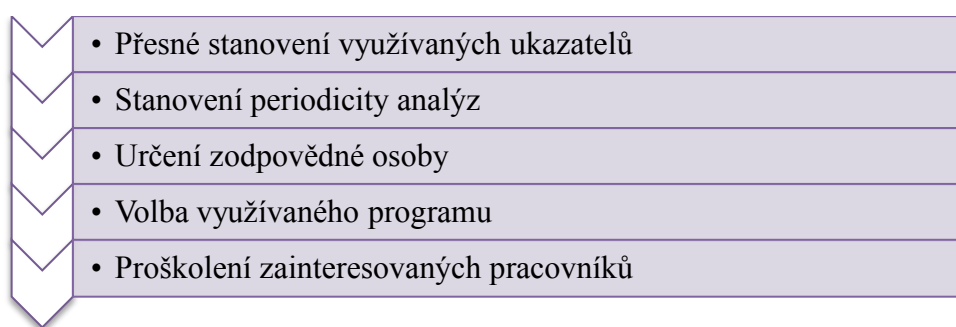 • Přesné stanovení využívaných ukazatelů
• Stanovení periodicity analýz
• Určení zodpovědné osoby
• Volba využívaného programu
• Proškolení zainteresovaných pracovníků